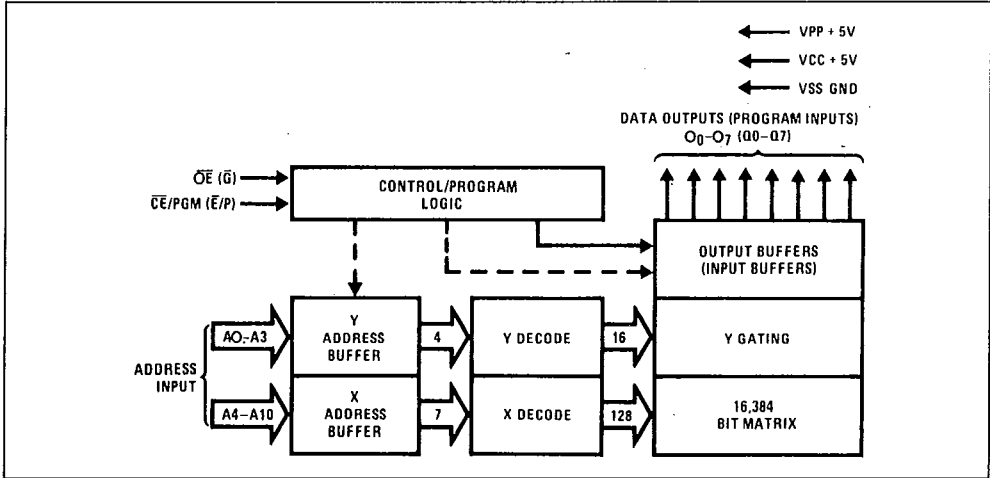 VPP + 5V
VCC + 5V
VSS GND
DATA OUTPUTS (PROGRAM INPUTS)
O₀–O₇ (Q0–Q7)
O̅E̅ (G̅)
C̅E̅/PGM (E̅/P)
CONTROL/PROGRAM
LOGIC
OUTPUT BUFFERS
(INPUT BUFFERS)
ADDRESS
INPUT
A0–A3
Y
ADDRESS
BUFFER
4
Y DECODE
16
Y GATING
A4–A10
X
ADDRESS
BUFFER
7
X DECODE
128
16,384
BIT MATRIX